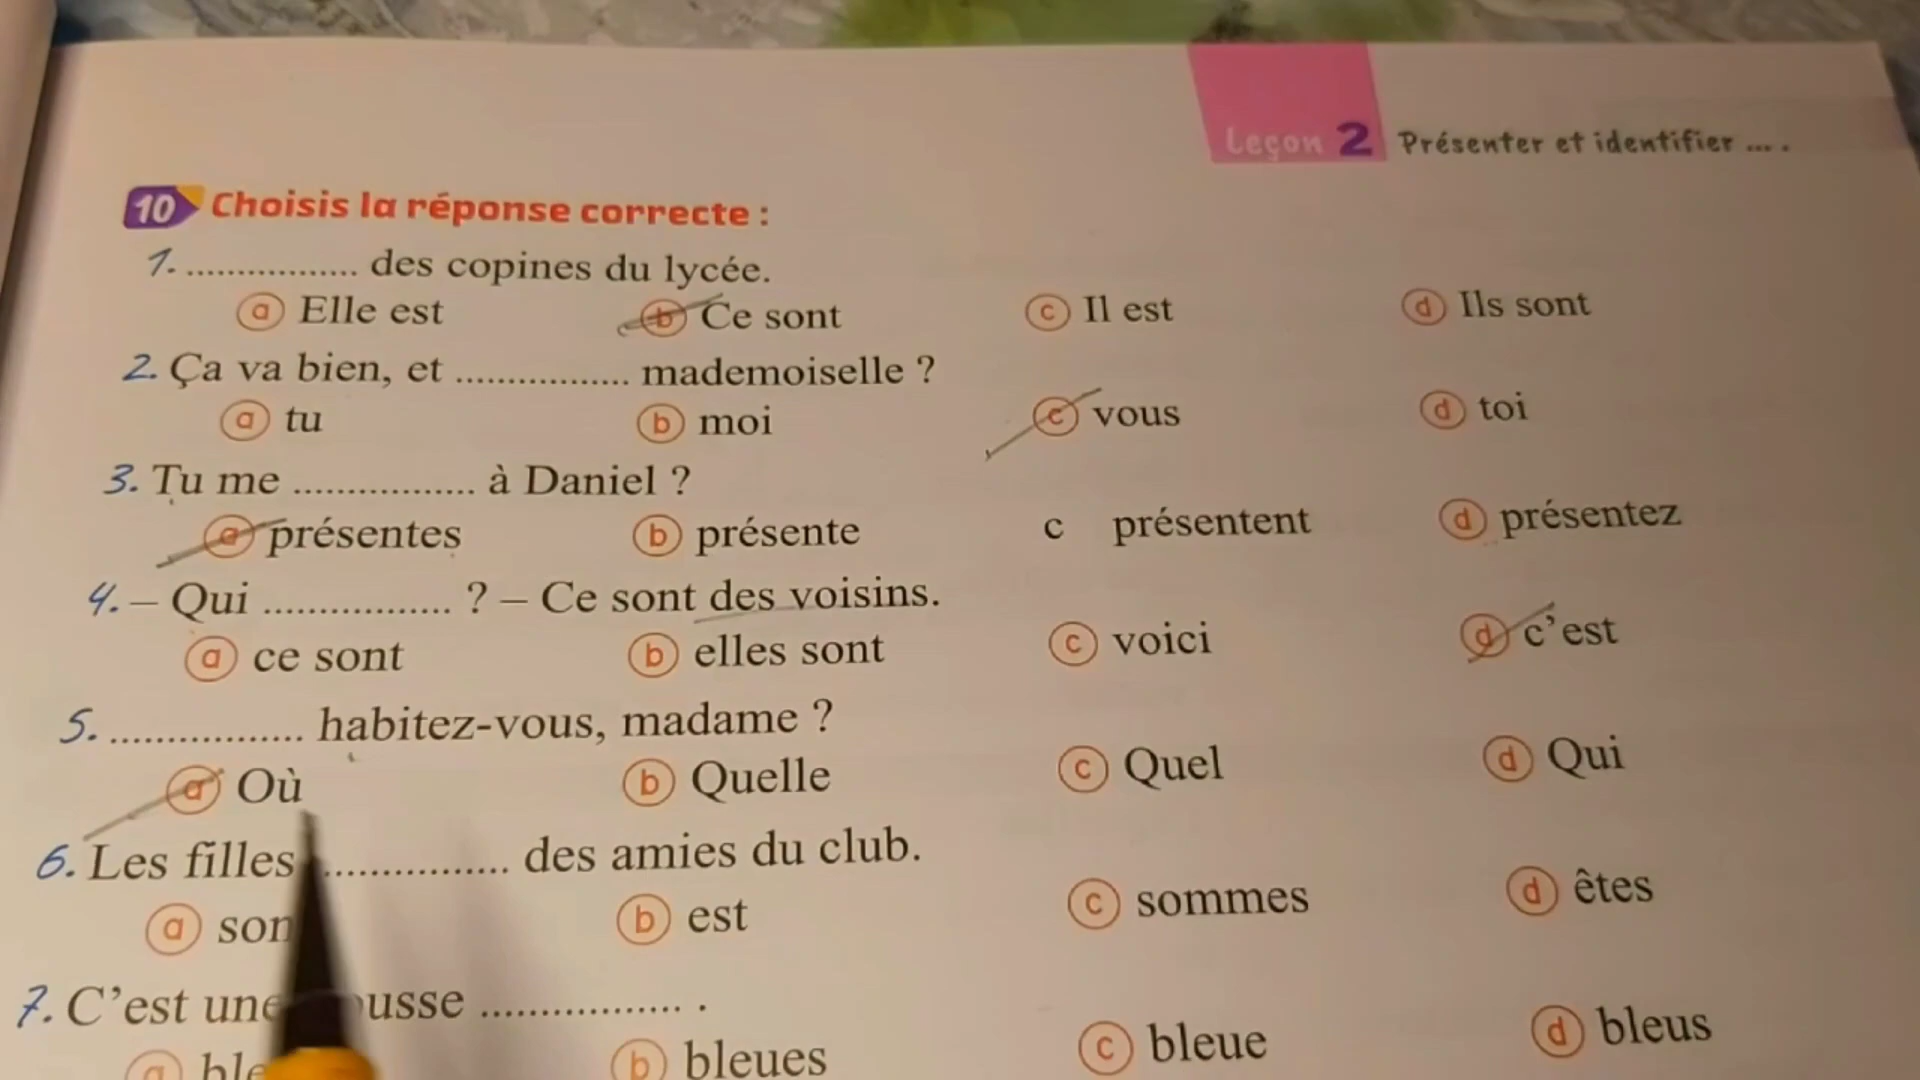 Leçon 2 Présenter et identifier ... .
10 Choisis la réponse correcte :
1. ................. des copines du lycée.
a Elle est b Ce sont c Il est d Ils sont
2. Ça va bien, et ................. mademoiselle ?
a tu b moi c vous d toi
3. Tu me ................. à Daniel ?
a présentes b présente c présentent d présentez
4. – Qui ................. ? – Ce sont des voisins.
a ce sont b elles sont c voici d c'est
5. ................. habitez-vous, madame ?
a Où b Quelle c Quel d Qui
6. Les filles ................. des amies du club.
a b est c sommes d êtes
7. C'est une ................. .
a b bleues c bleue d bleus